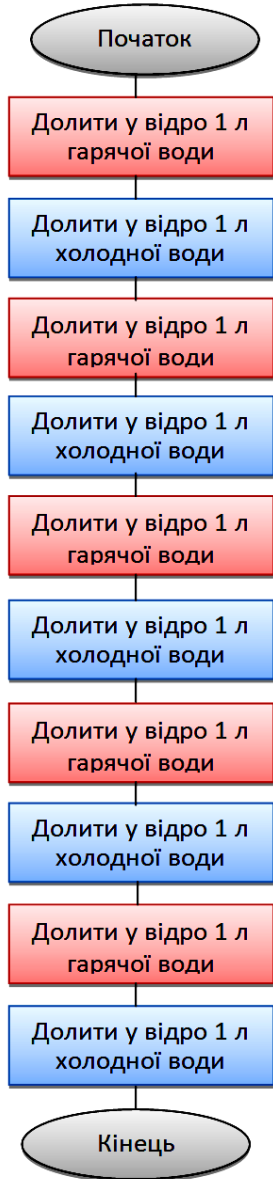 Початок
Долити у відро 1 л
гарячої води
Долити у відро 1 л
холодної води
Долити у відро 1 л
гарячої води
Долити у відро 1 л
холодної води
Долити у відро 1 л
гарячої води
Долити у відро 1 л
холодної води
Долити у відро 1 л
гарячої води
Долити у відро 1 л
холодної води
Долити у відро 1 л
гарячої води
Долити у відро 1 л
холодної води
Кінець